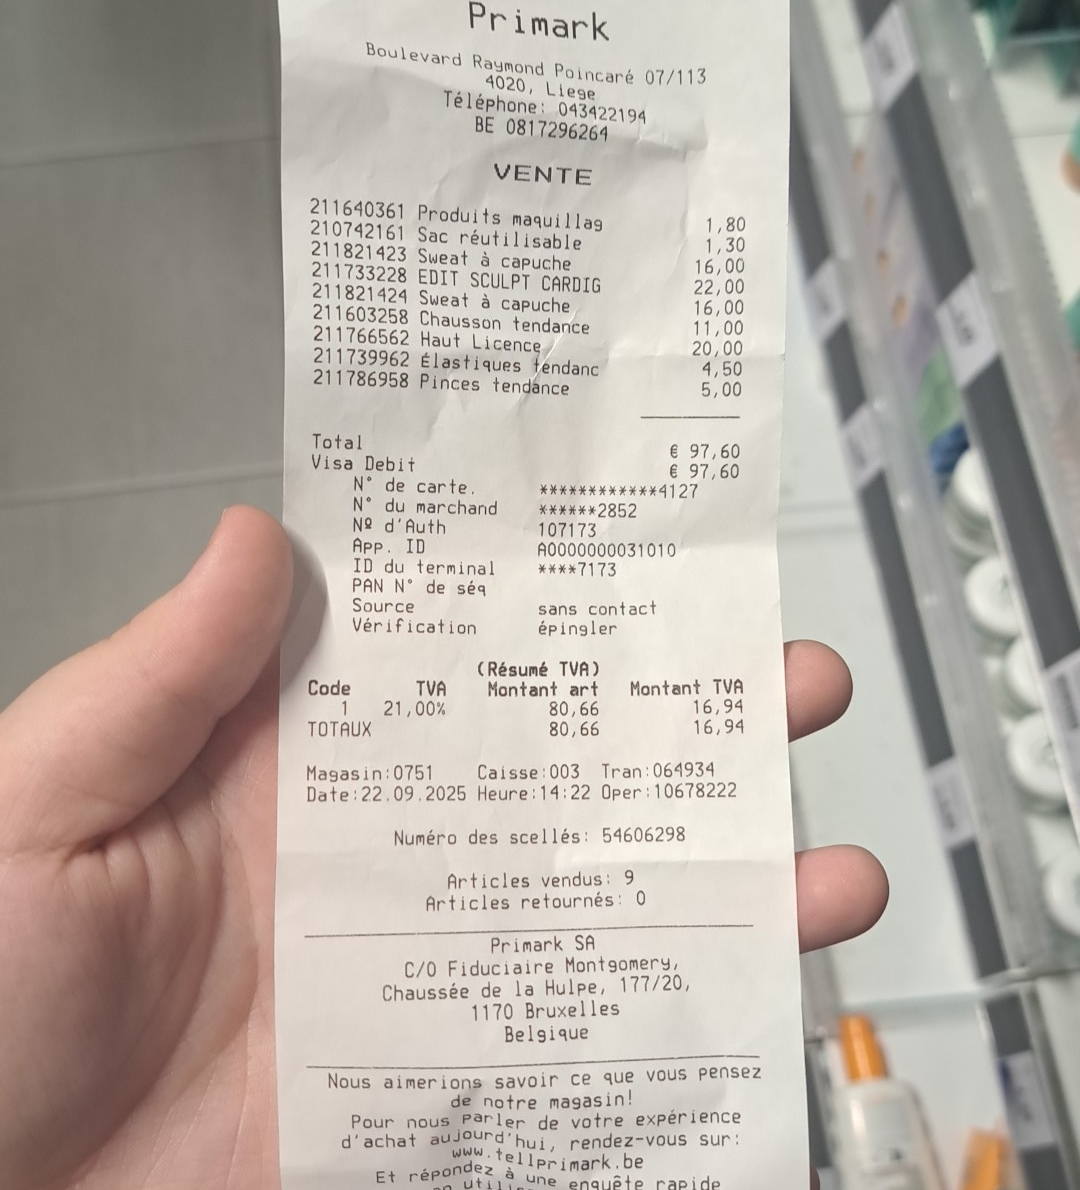 Primark
Boulevard Raymond Poincaré 07/113
4020, Liege
Téléphone: 043422194
BE 0817296264
VENTE
211640361 Produits maquillag 1,80
210742161 Sac réutilisable 1,30
211821423 Sweat à capuche 16,00
211733228 EDIT SCULPT CARDIG 22,00
211821424 Sweat à capuche 16,00
211603258 Chausson tendance 11,00
211766562 Haut Licence 20,00
211739962 Élastiques tendanc 4,50
211786958 Pinces tendance 5,00
Total € 97,60
Visa Debit € 97,60
N° de carte. ************4127
N° du marchand ******2852
Nº d'Auth 107173
App. ID A0000000031010
ID du terminal ****7173
PAN N° de séq
Source sans contact
Vérification épingler
(Résumé TVA)
Code TVA Montant art Montant TVA
1 21,00% 80,66 16,94
TOTAUX 80,66 16,94
Magasin:0751 Caisse:003 Tran:064934
Date:22.09.2025 Heure:14:22 Oper:10678222
Numéro des scellés: 54606298
Articles vendus: 9
Articles retournés: 0
Primark SA
C/O Fiduciaire Montgomery,
Chaussée de la Hulpe, 177/20,
1170 Bruxelles
Belgique
Nous aimerions savoir ce que vous pensez
de notre magasin!
Pour nous parler de votre expérience
d'achat aujourd'hui, rendez-vous sur:
www.tellprimark.be
Et répondez à une enquête rapide